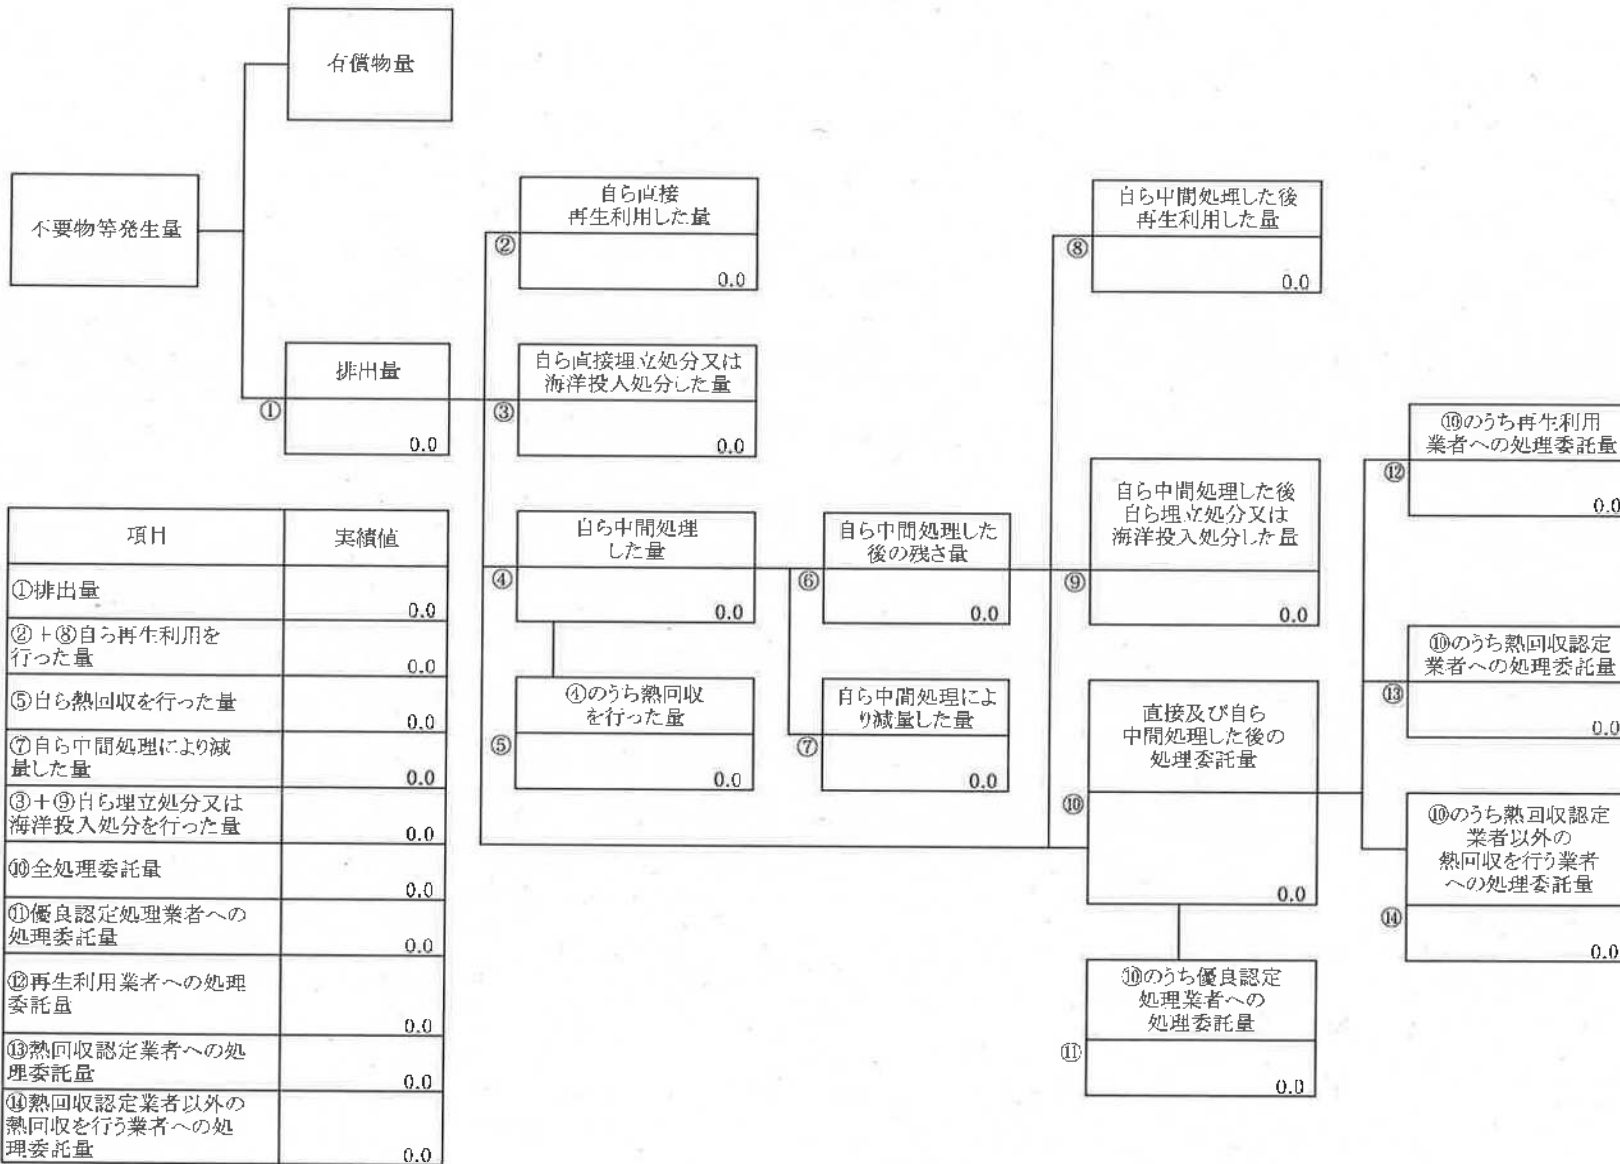 有償物量
不要物等発生量
排出量
①
0.0
自ら直接
再生利用した量
②
0.0
自ら直接埋立処分又は
海洋投入処分した量
③
0.0
自ら中間処理
した量
④
0.0
④のうち熱回収
を行った量
⑤
0.0
自ら中間処理した
後の残さ量
⑥
0.0
自ら中間処理によ
り減量した量
⑦
0.0
自ら中間処理した後
再生利用した量
⑧
0.0
自ら中間処理した後
自ら埋立処分又は
海洋投入処分した量
⑨
0.0
直接及び自ら
中間処理した後の
処理委託量
⑩
0.0
⑩のうち優良認定
処理業者への
処理委託量
⑪
0.0
⑩のうち再生利用
業者への処理委託量
⑫
0.0
⑩のうち熱回収認定
業者への処理委託量
⑬
0.0
⑩のうち熱回収認定
業者以外の
熱回収を行う業者
への処理委託量
⑭
0.0
項目 実績値
①排出量
0.0
②+⑧自ら再生利用を
行った量 0.0
⑤自ら熱回収を行った量
0.0
⑦自ら中間処理により減
量した量 0.0
③+⑨自ら埋立処分又は
海洋投入処分を行った量 0.0
⑩全処理委託量
0.0
⑪優良認定処理業者への
処理委託量 0.0
⑫再生利用業者への処理
委託量
0.0
⑬熱回収認定業者への処
理委託量 0.0
⑭熱回収認定業者以外の
熱回収を行う業者への処
理委託量 0.0